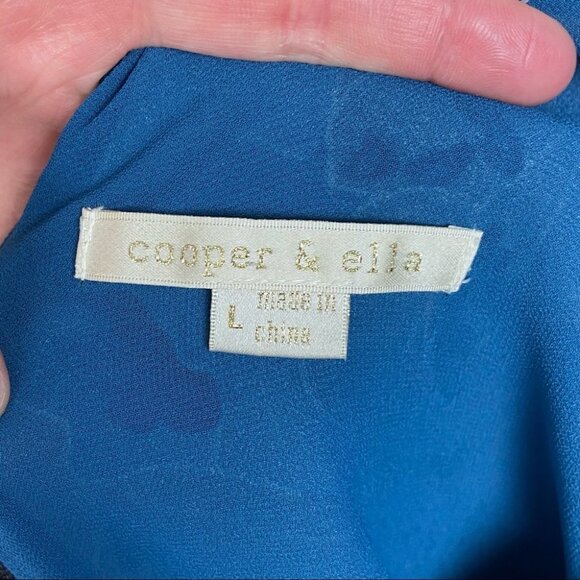 cooper & ella
L
made in
china